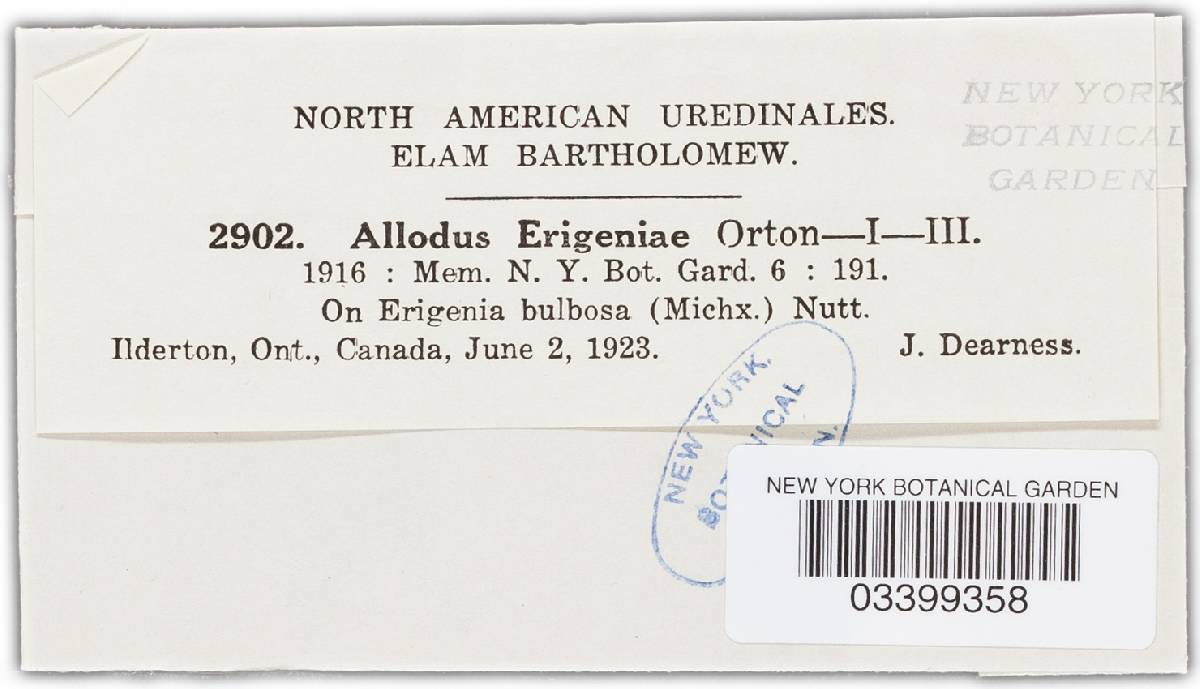 NORTH AMERICAN UREDINALES.
ELAM BARTHOLOMEW.
NEW YORK
BOTANICAL
GARDEN
2902. Allodus Erigeniae Orton—I—III.
1916 : Mem. N. Y. Bot. Gard. 6 : 191.
On Erigenia bulbosa (Michx.) Nutt.
Ilderton, Ont., Canada, June 2, 1923. J. Dearness.
NEW YORK.
NEW YORK BOTANICAL GARDEN
03399358